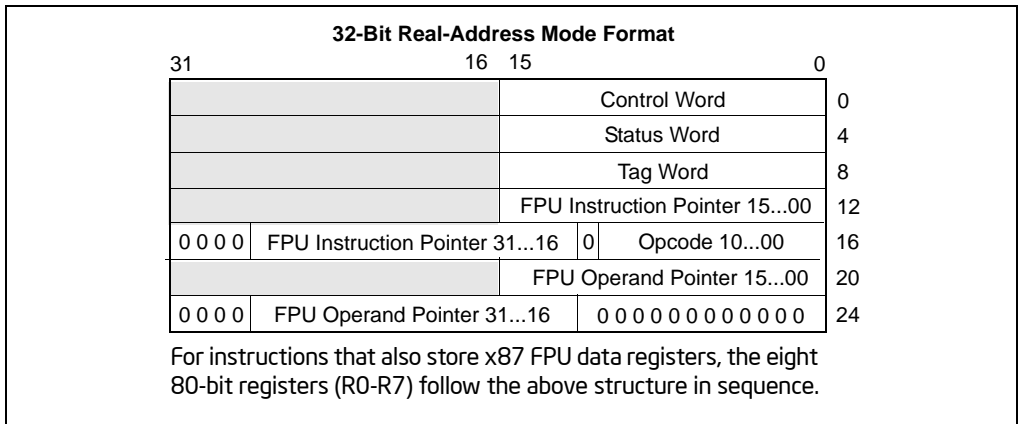 32-Bit Real-Address Mode Format
31 16 15 0
Control Word 0
Status Word 4
Tag Word 8
FPU Instruction Pointer 15...00 12
0 0 0 0 FPU Instruction Pointer 31...16 0 Opcode 10...00 16
FPU Operand Pointer 15...00 20
0 0 0 0 FPU Operand Pointer 31...16 0 0 0 0 0 0 0 0 0 0 0 0 24
For instructions that also store x87 FPU data registers, the eight
80-bit registers (R0-R7) follow the above structure in sequence.